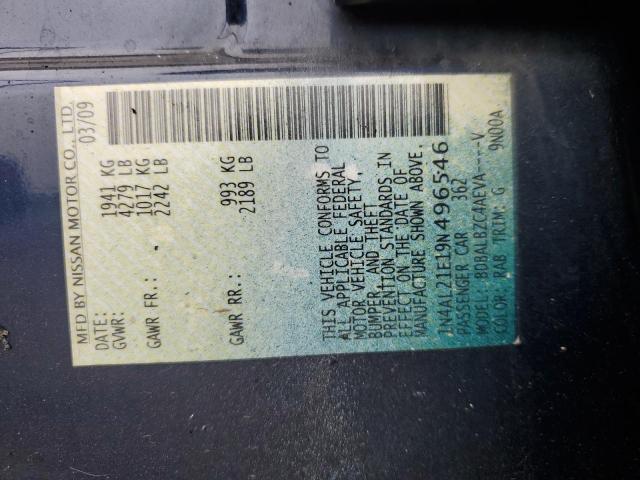 MFD BY NISSAN MOTOR CO., LTD.
DATE: 03/09
GVWR: 1941 KG
4279 LB
GAWR FR.: 1017 KG
2242 LB
GAWR RR.: 993 KG
2189 LB
THIS VEHICLE CONFORMS TO
ALL APPLICABLE FEDERAL
MOTOR VEHICLE SAFETY,
BUMPER, AND THEFT
PREVENTION STANDARDS IN
EFFECT ON THE DATE OF
MANUFACTURE SHOWN ABOVE.
1N4AL21E19N496546
PASSENGER CAR 362
MODEL: BDBALBZC4AEVA----V
COLOR: RAB TRIM: G 9N00A